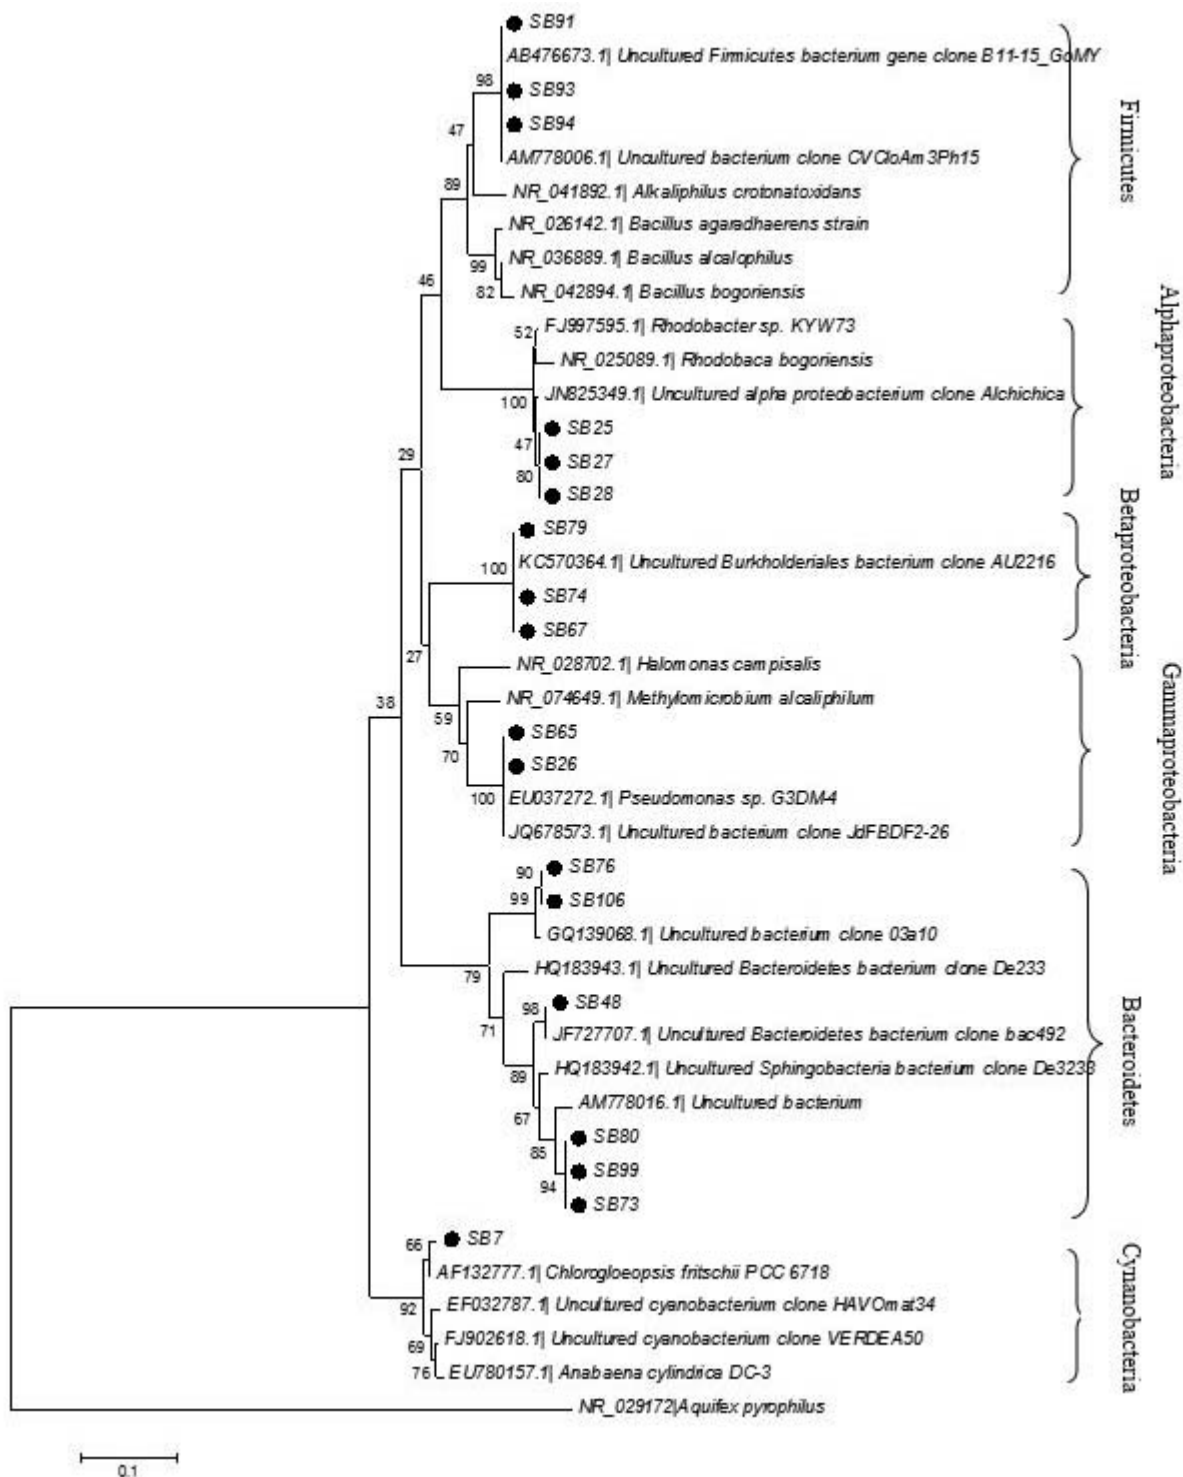 SB91
AB476673.1| Uncultured Firmicutes bacterium gene clone B11-15_GoMY
98
SB93
SB94
47
AM778006.1| Uncultured bacterium clone CVCloAm3Ph15
89
NR_041892.1| Alkaliphilus crotonatoxidans
NR_026142.1| Bacillus agaradhaerens strain
NR_036889.1| Bacillus alcalophilus
99
46
82
NR_042894.1| Bacillus bogoriensis
Firmicutes
52
FJ997595.1| Rhodobacter sp. KYW73
NR_025089.1| Rhodobaca bogoriensis
JN825349.1| Uncultured alpha proteobacterium clone Alchichica
100
SB25
47
29
SB27
80
SB28
Alphaproteobacteria
SB79
KC570364.1| Uncultured Burkholderiales bacterium clone AU2216
100
SB74
SB67
27
Betaproteobacteria
NR_028702.1| Halomonas campisalis
38
NR_074649.1| Methylomicrobium alcaliphilum
59
SB65
70
SB26
100
EU037272.1| Pseudomonas sp. G3DM-4
JQ678573.1| Uncultured bacterium clone JdFBDF2-26
Gammaproteobacteria
90
SB76
99
SB106
GQ139068.1| Uncultured bacterium clone 03a10
79
HQ183943.1| Uncultured Bacteroidetes bacterium clone De233
98
SB48
71
JF727707.1| Uncultured Bacteroidetes bacterium clone bac492
89
HQ183942.1| Uncultured Sphingobacteria bacterium clone De3233
67
AM778016.1| Uncultured bacterium
85
SB80
SB99
94
SB73
Bacteroidetes
66
SB7
AF132777.1| Chlorogloeopsis fritschii PCC 6718
92
EF032787.1| Uncultured cyanobacterium clone HAVOmat34
69
FJ902618.1| Uncultured cyanobacterium clone VERDEA50
76
EU780157.1| Anabaena cylindrica DC-3
Cynanobacteria
NR_029172|Aquifex pyrophilus
0.1